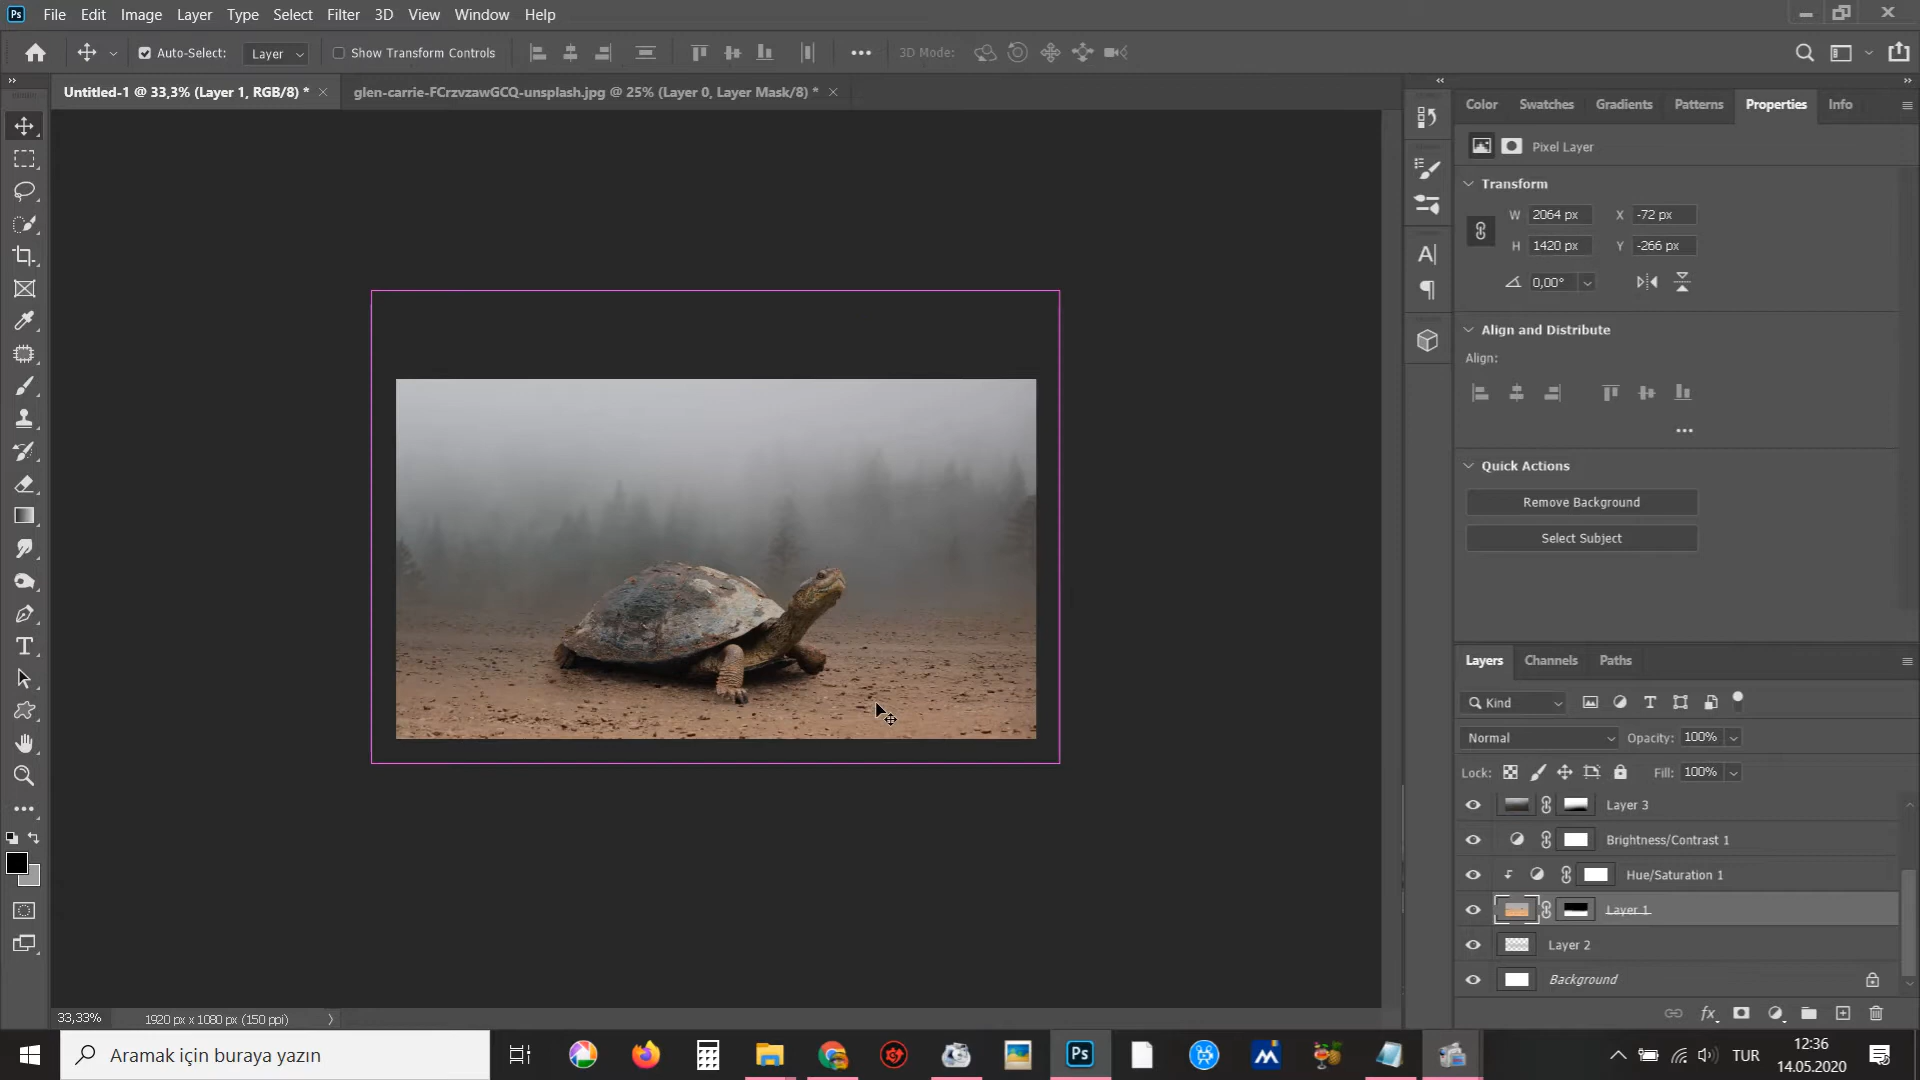 Ps File Edit Image Layer Type Select Filter 3D View Window Help
Auto-Select: Layer Show Transform Controls 3D Mode:
Untitled-1 @ 33,3% (Layer 1, RGB/8) * glen-carrie-FCrzvzawGCQ-unsplash.jpg @ 25% (Layer 0, Layer Mask/8) *
Color Swatches Gradients Patterns Properties Info
Pixel Layer
Transform
W 2064 px X -72 px
H 1420 px Y -266 px
0,00°
Align and Distribute
Align:
Quick Actions
Remove Background
Select Subject
Layers Channels Paths
Kind
Normal Opacity: 100%
Lock: Fill: 100%
Layer 3
Brightness/Contrast 1
Hue/Saturation 1
Layer 1
Layer 2
Background
33,33% 1920 px x 1080 px (150 ppi)
Aramak için buraya yazın
Ps
TUR
12:36
14.05.2020